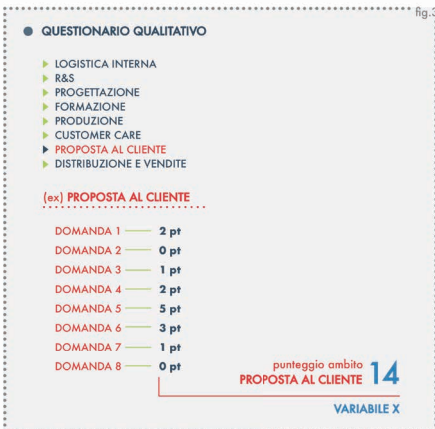 fig.3
QUESTIONARIO QUALITATIVO
LOGISTICA INTERNA
R&S
PROGETTAZIONE
FORMAZIONE
PRODUZIONE
CUSTOMER CARE
PROPOSTA AL CLIENTE
DISTRIBUZIONE E VENDITE
(ex) PROPOSTA AL CLIENTE
DOMANDA 1 2 pt
DOMANDA 2 0 pt
DOMANDA 3 1 pt
DOMANDA 4 2 pt
DOMANDA 5 5 pt
DOMANDA 6 3 pt
DOMANDA 7 1 pt
DOMANDA 8 0 pt
punteggio ambito
PROPOSTA AL CLIENTE 14
VARIABILE X